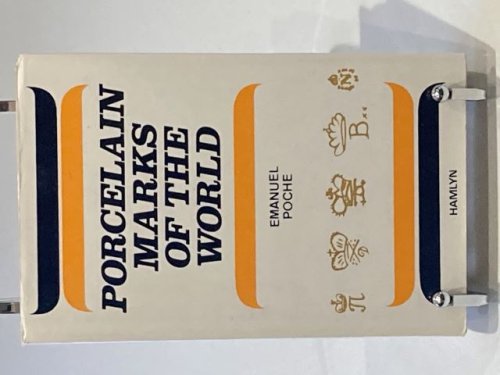 PORCELAIN
MARKS
OF THE
WORLD
EMANUEL
POCHE
N
B
π
HAMLYN